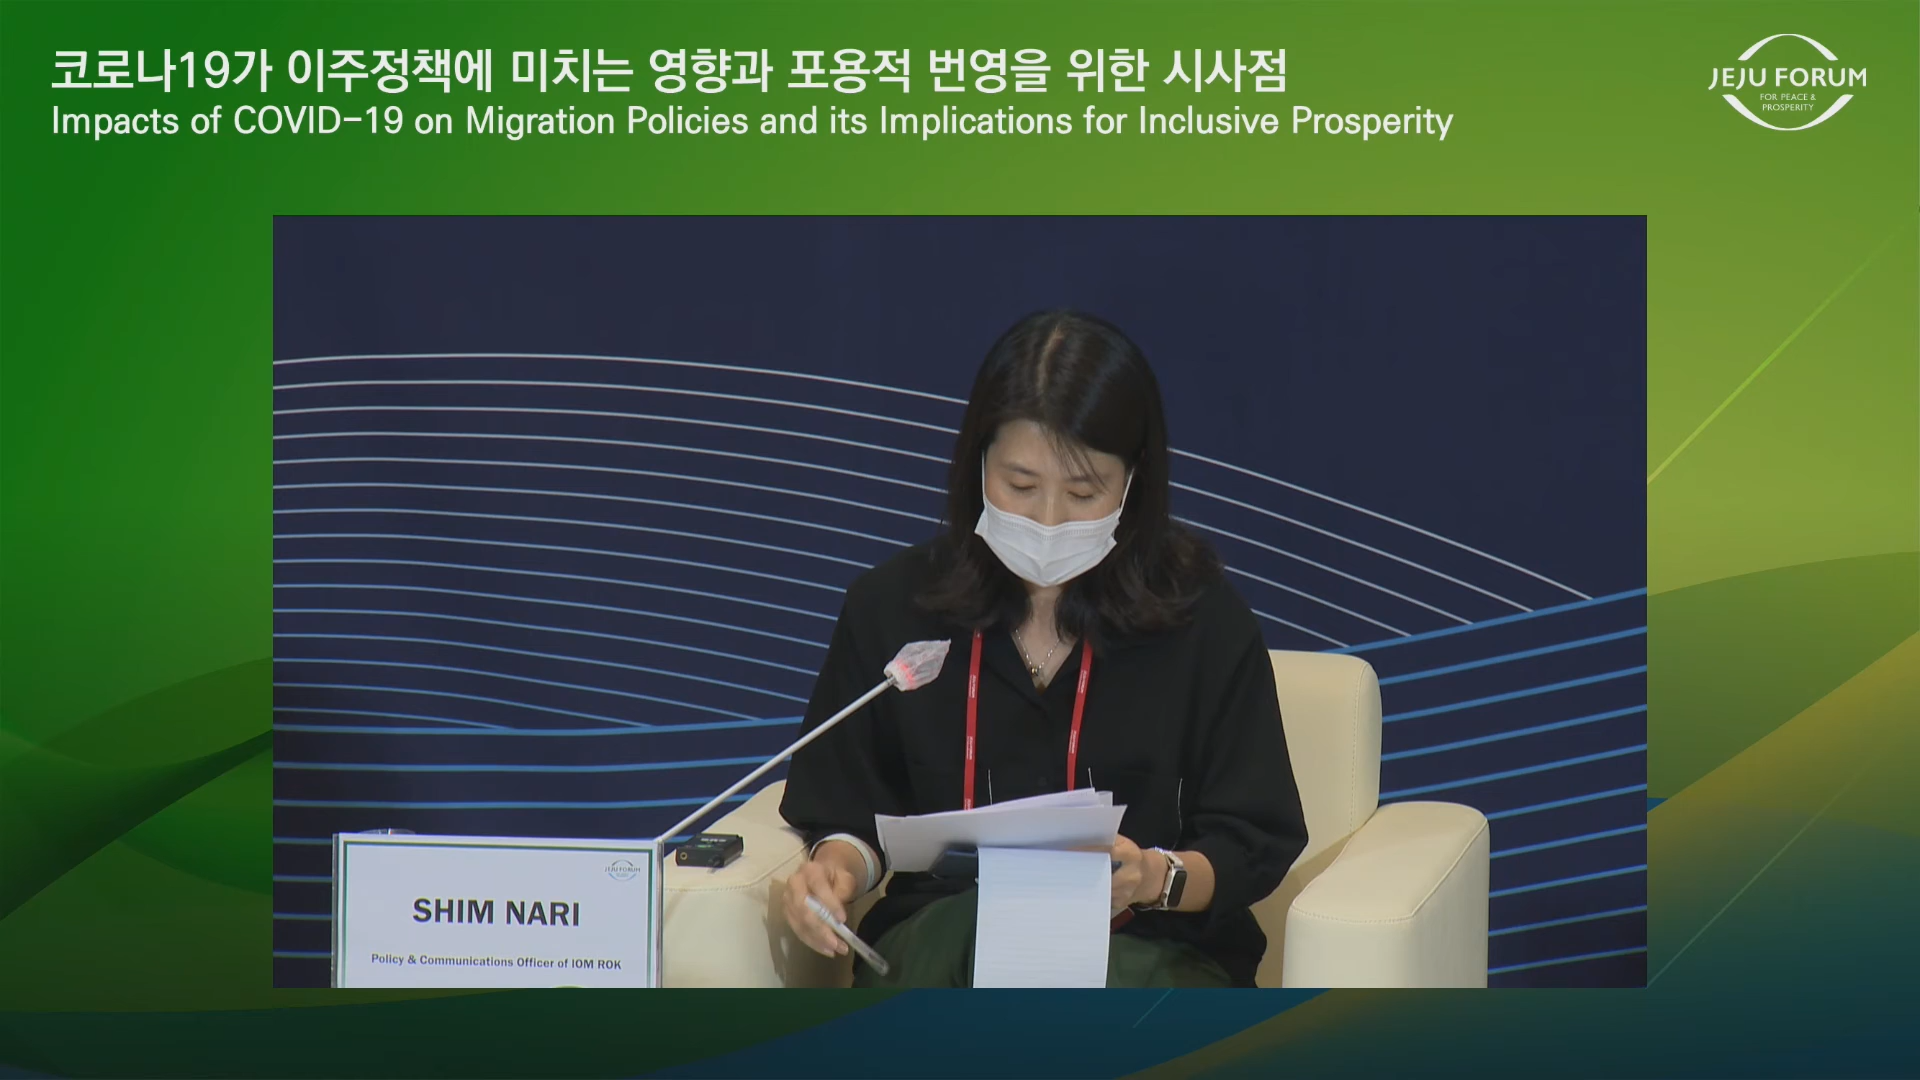 코로나19가 이주정책에 미치는 영향과 포용적 번영을 위한 시사점
Impacts of COVID-19 on Migration Policies and its Implications for Inclusive Prosperity
JEJU FORUM
FOR PEACE &
PROSPERITY
JEJU FORUM
SHIM NARI
Policy & Communications Officer of IOM ROK